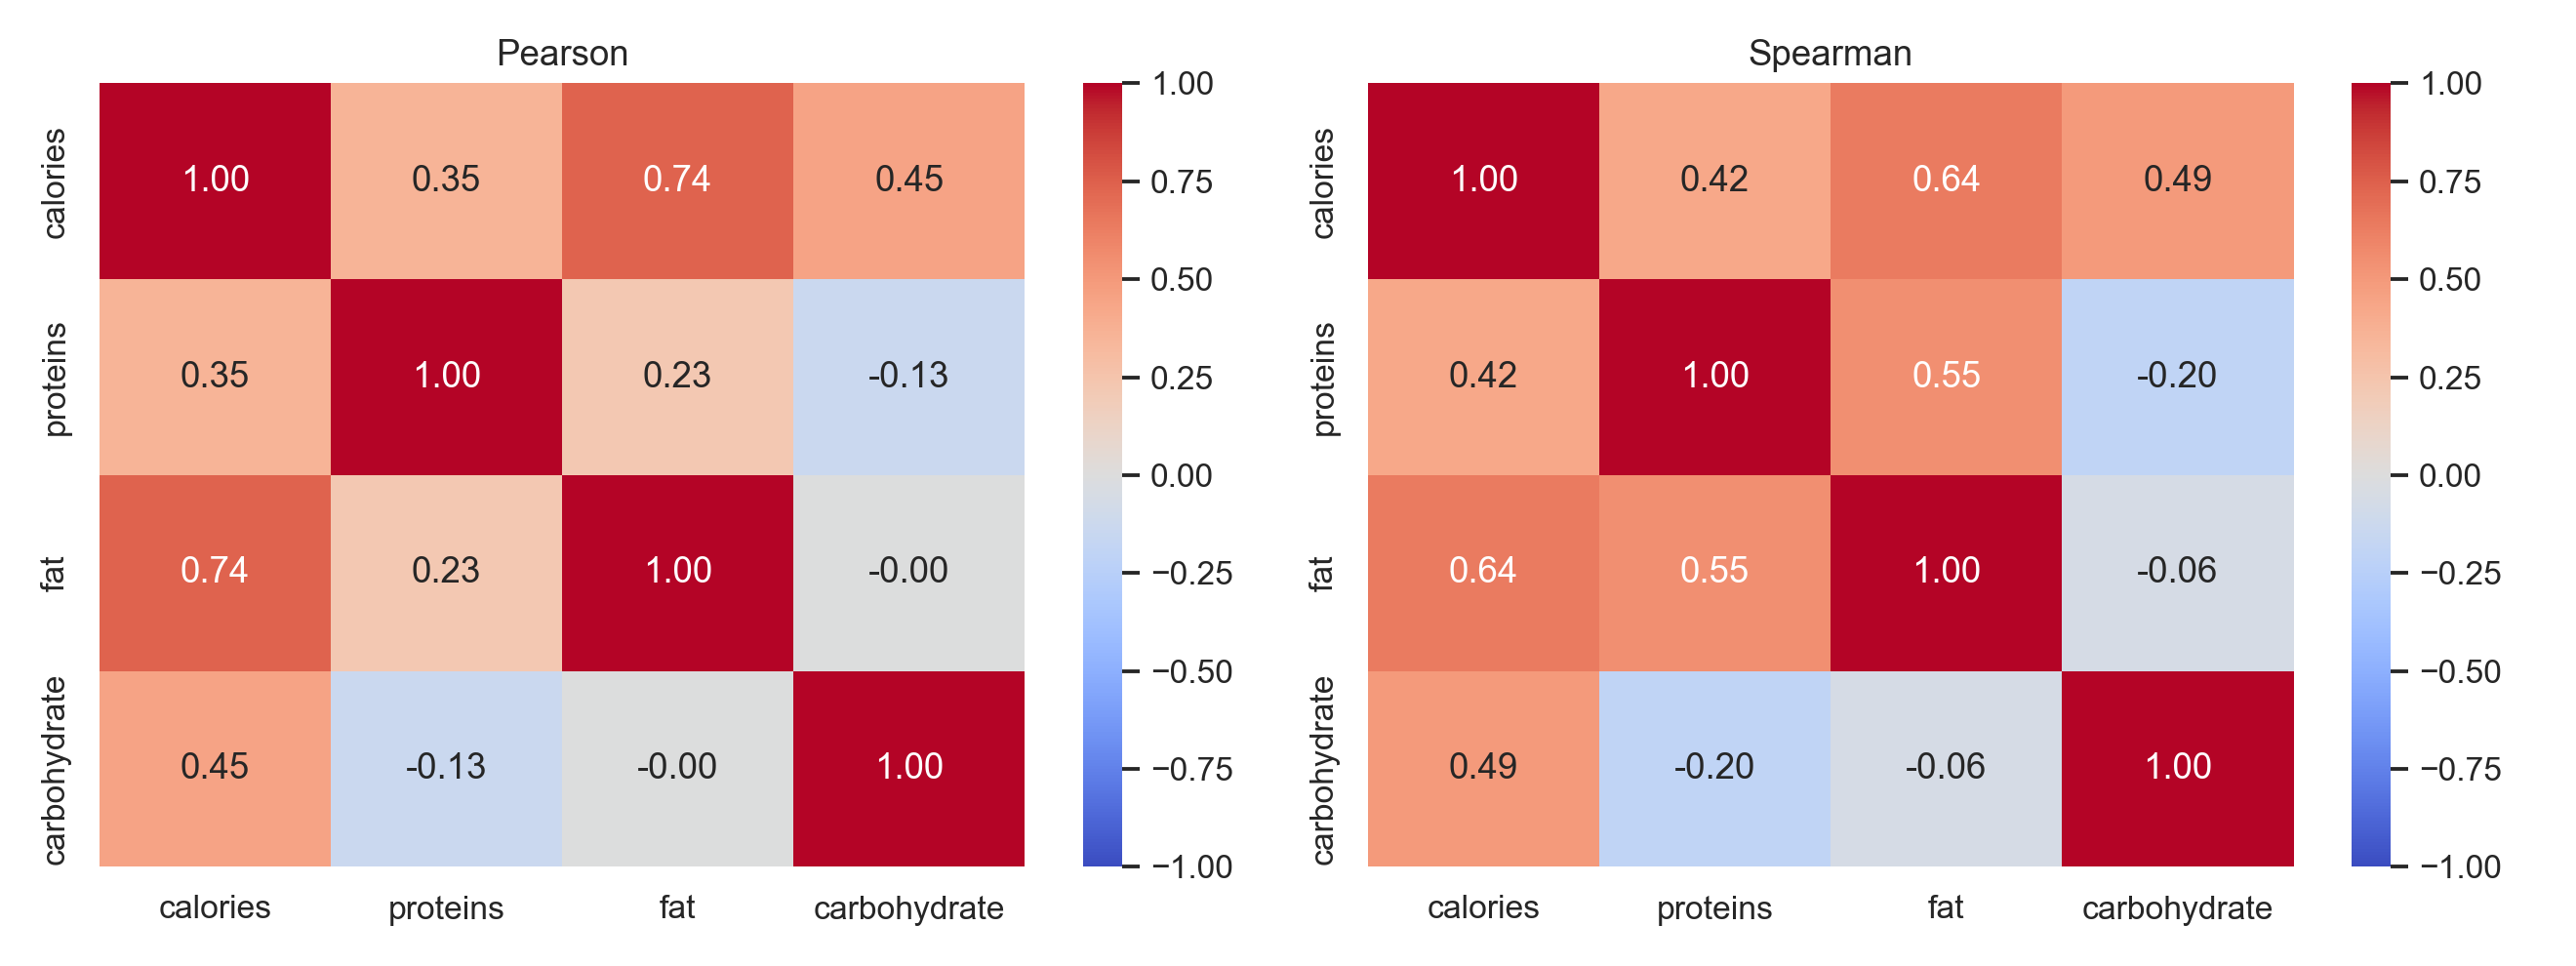 Pearson
calories 1.00 0.35 0.74 0.45
proteins 0.35 1.00 0.23 -0.13
fat 0.74 0.23 1.00 -0.00
carbohydrate 0.45 -0.13 -0.00 1.00
calories proteins fat carbohydrate
1.00
0.75
0.50
0.25
0.00
−0.25
−0.50
−0.75
−1.00
Spearman
calories 1.00 0.42 0.64 0.49
proteins 0.42 1.00 0.55 -0.20
fat 0.64 0.55 1.00 -0.06
carbohydrate 0.49 -0.20 -0.06 1.00
calories proteins fat carbohydrate
1.00
0.75
0.50
0.25
0.00
−0.25
−0.50
−0.75
−1.00